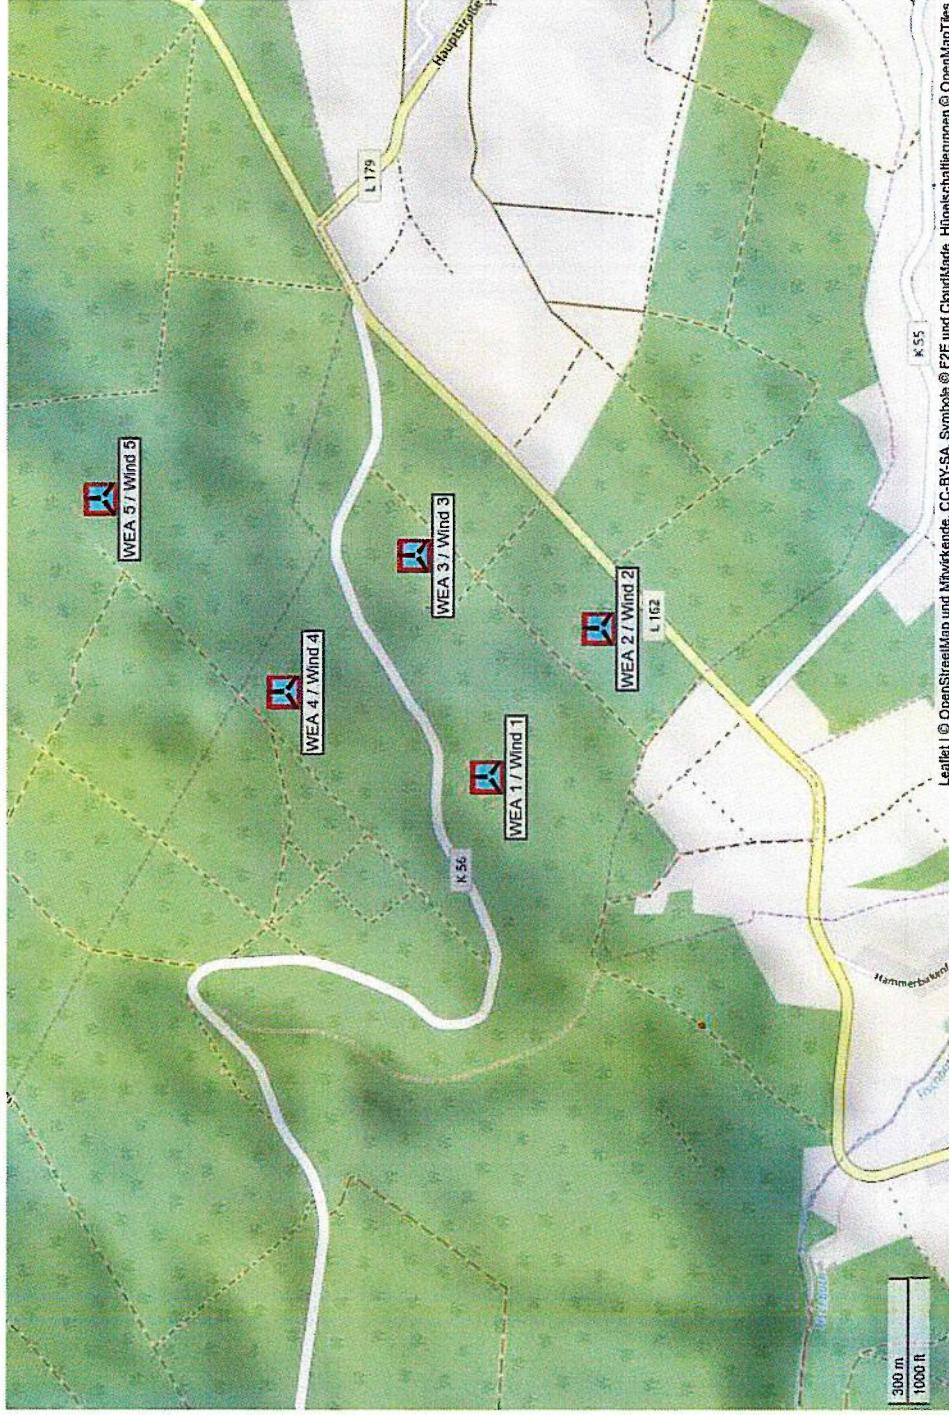 WEA 5 / Wind 5
WEA 4 / Wind 4
WEA 3 / Wind 3
WEA 1 / Wind 1
WEA 2 / Wind 2
K 56
L 162
L 179
Hauptstraße
K 55
300 m
1000 ft
Leaflet | © OpenStreetMap und Mitwirkende, CC-BY-SA, Symbole © F2E und CloudMade, Hügelschattierungen © OpenMapTiles